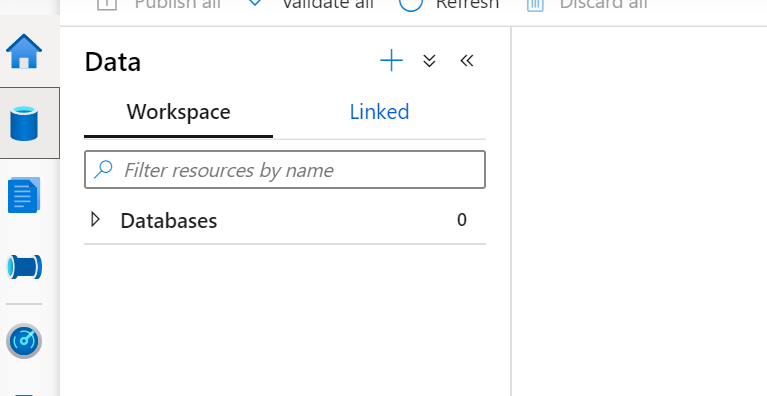 Publish all Validate all Refresh Discard all
Data
Workspace Linked
Filter resources by name
Databases 0